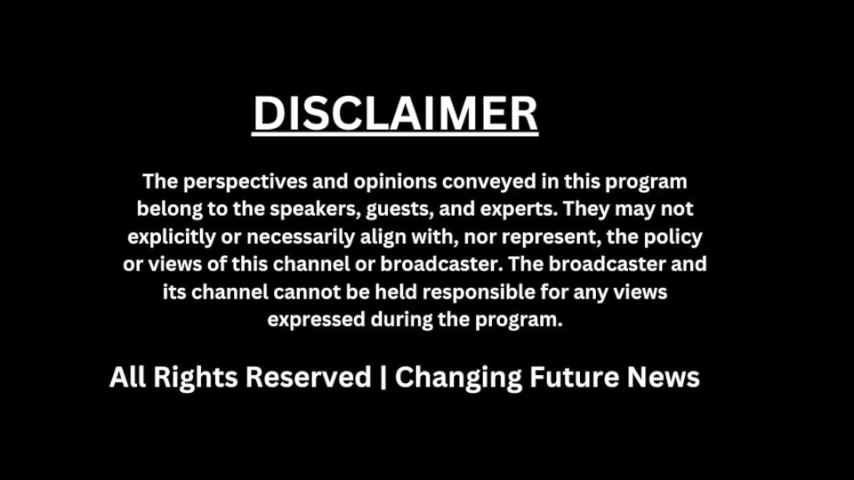 DISCLAIMER
The perspectives and opinions conveyed in this program
belong to the speakers, guests, and experts. They may not
explicitly or necessarily align with, nor represent, the policy
or views of this channel or broadcaster. The broadcaster and
its channel cannot be held responsible for any views
expressed during the program.
All Rights Reserved | Changing Future News